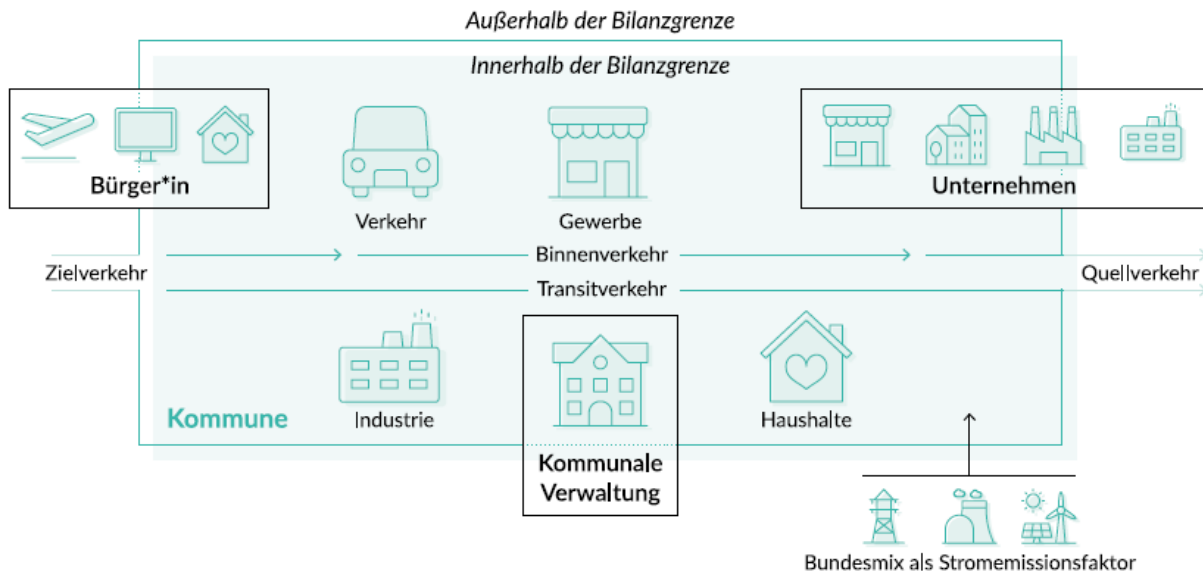 Außerhalb der Bilanzgrenze
Innerhalb der Bilanzgrenze
Bürger*in
Unternehmen
Verkehr
Gewerbe
Binnenverkehr
Zielverkehr
Quellverkehr
Transitverkehr
Industrie
Haushalte
Kommune
Kommunale
Verwaltung
Bundesmix als Stromemissionsfaktor